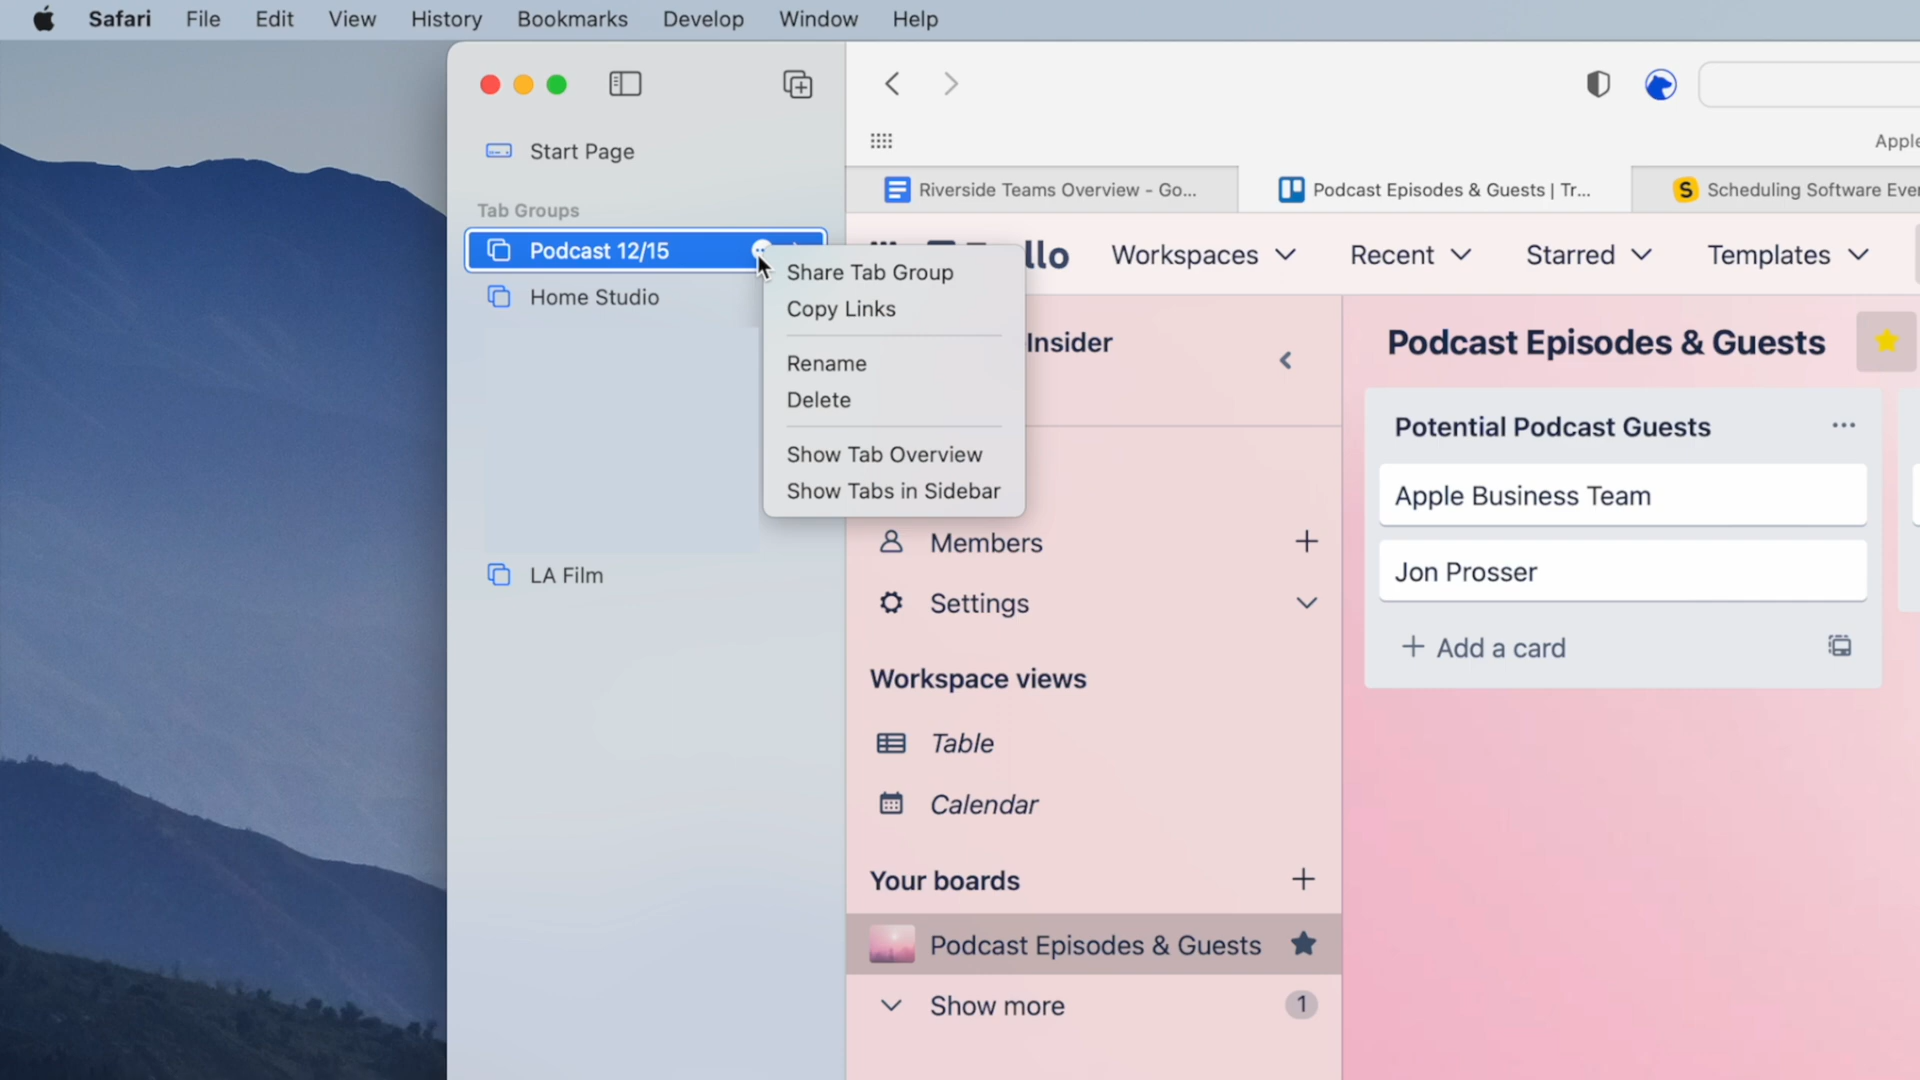 Safari File Edit View History Bookmarks Develop Window Help
Start Page
Tab Groups
Podcast 12/15
Home Studio
LA Film
Share Tab Group
Copy Links
Rename
Delete
Show Tab Overview
Show Tabs in Sidebar
Apple
Riverside Teams Overview - Go...
Podcast Episodes & Guests | Tr...
S Scheduling Software Ever
llo
Workspaces
Recent
Starred
Templates
Insider
Members
Settings
Workspace views
Table
Calendar
Your boards
Podcast Episodes & Guests
Show more 1
Podcast Episodes & Guests
Potential Podcast Guests
Apple Business Team
Jon Prosser
+ Add a card